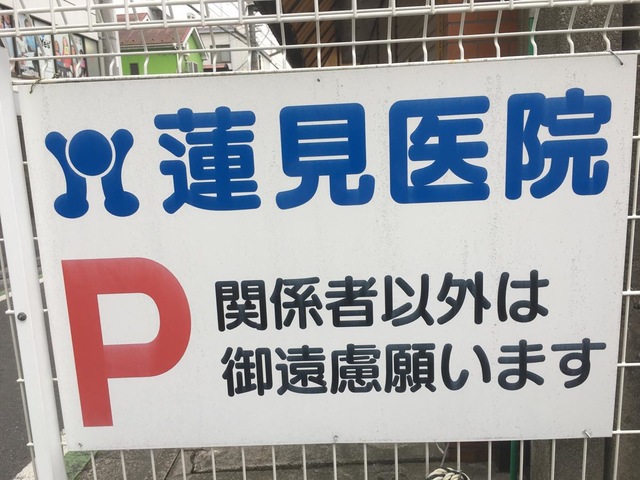 蓮見医院
P
関係者以外は
御遠慮願います